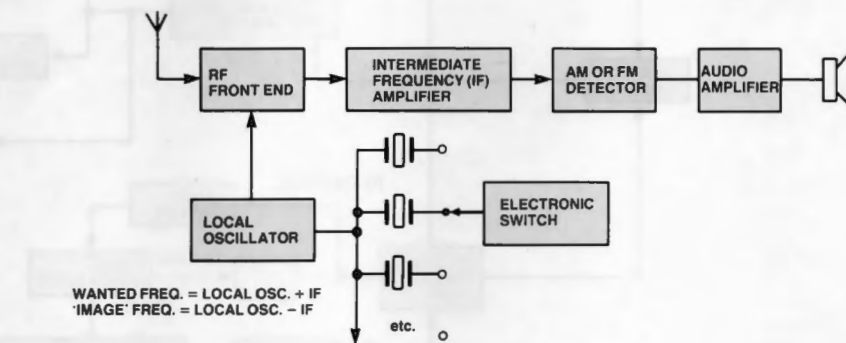 RF
FRONT END
INTERMEDIATE
FREQUENCY (IF)
AMPLIFIER
AM OR FM
DETECTOR
AUDIO
AMPLIFIER
LOCAL
OSCILLATOR
ELECTRONIC
SWITCH
WANTED FREQ. = LOCAL OSC. + IF
'IMAGE' FREQ. = LOCAL OSC. – IF
etc.